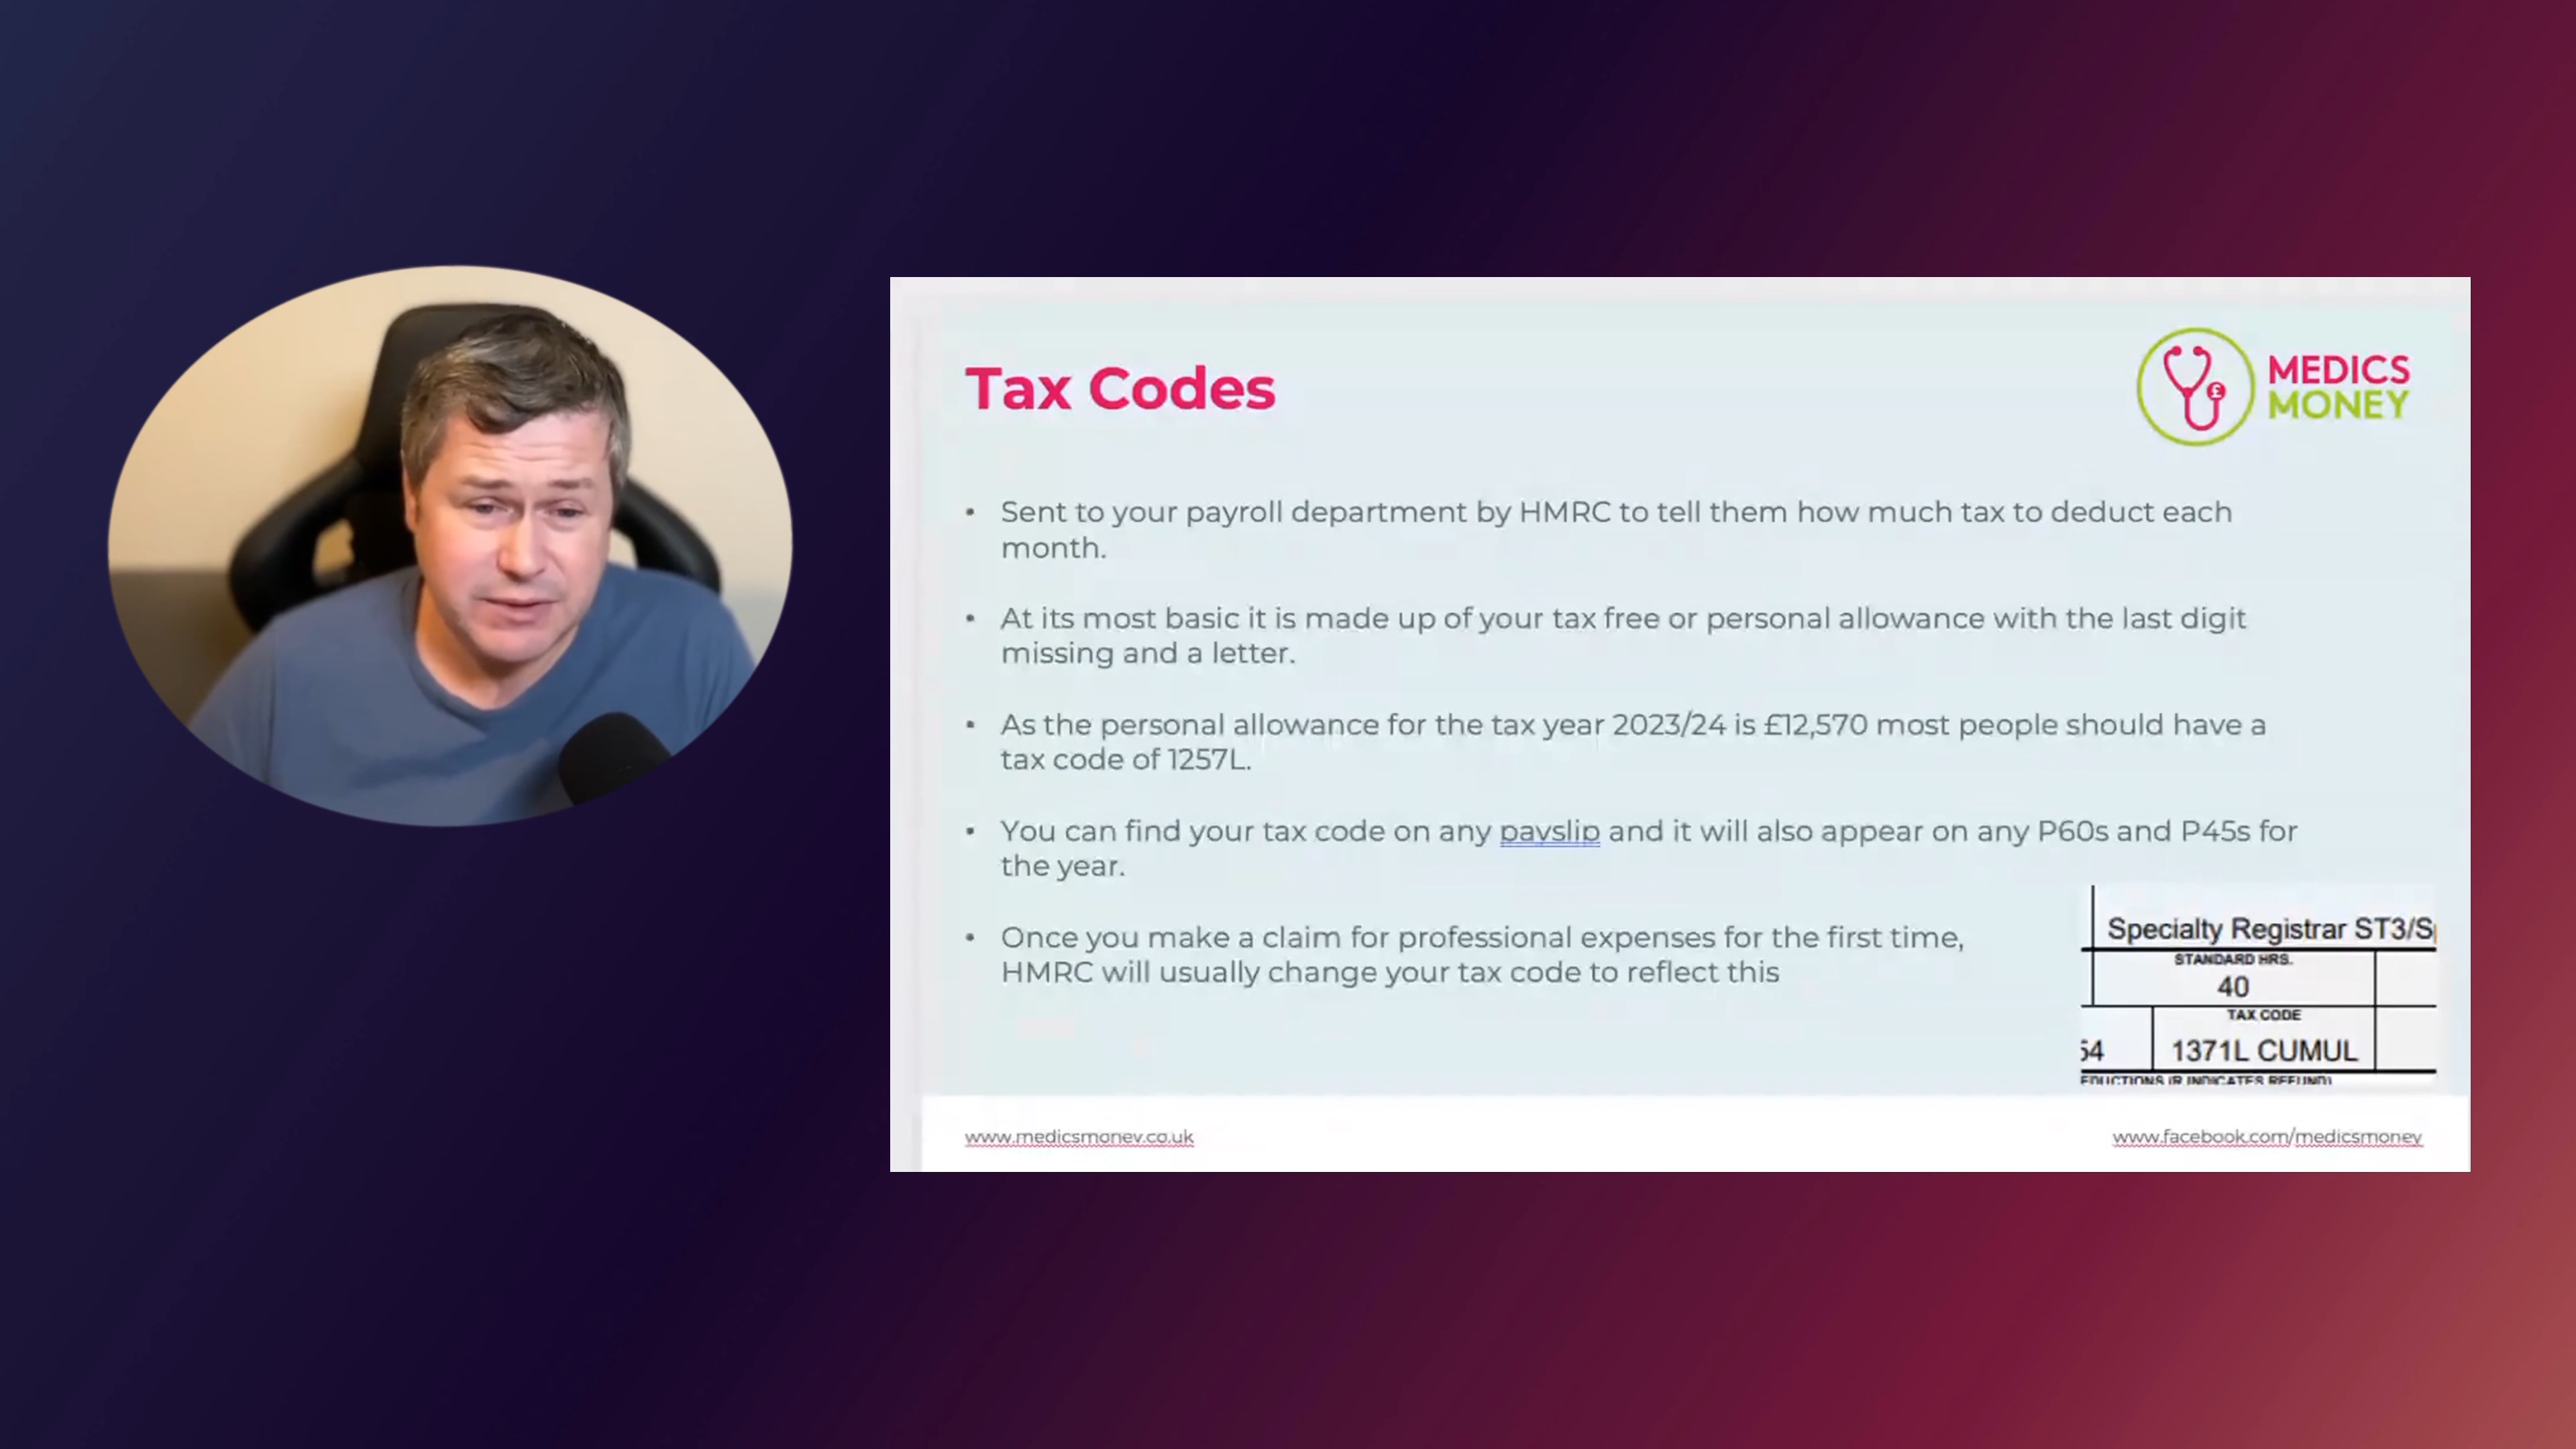 Tax Codes
MEDICS
MONEY
• Sent to your payroll department by HMRC to tell them how much tax to deduct each
month.
• At its most basic it is made up of your tax free or personal allowance with the last digit
missing and a letter.
• As the personal allowance for the tax year 2023/24 is £12,570 most people should have a
tax code of 1257L.
• You can find your tax code on any payslip and it will also appear on any P60s and P45s for
the year.
• Once you make a claim for professional expenses for the first time,
HMRC will usually change your tax code to reflect this
Specialty Registrar ST3/S
STANDARD HRS.
40
TAX CODE
54 1371L CUMUL
EDUCTIONS (R INDICATES REFUND)
www.medicsmoney.co.uk
www.facebook.com/medicsmoney